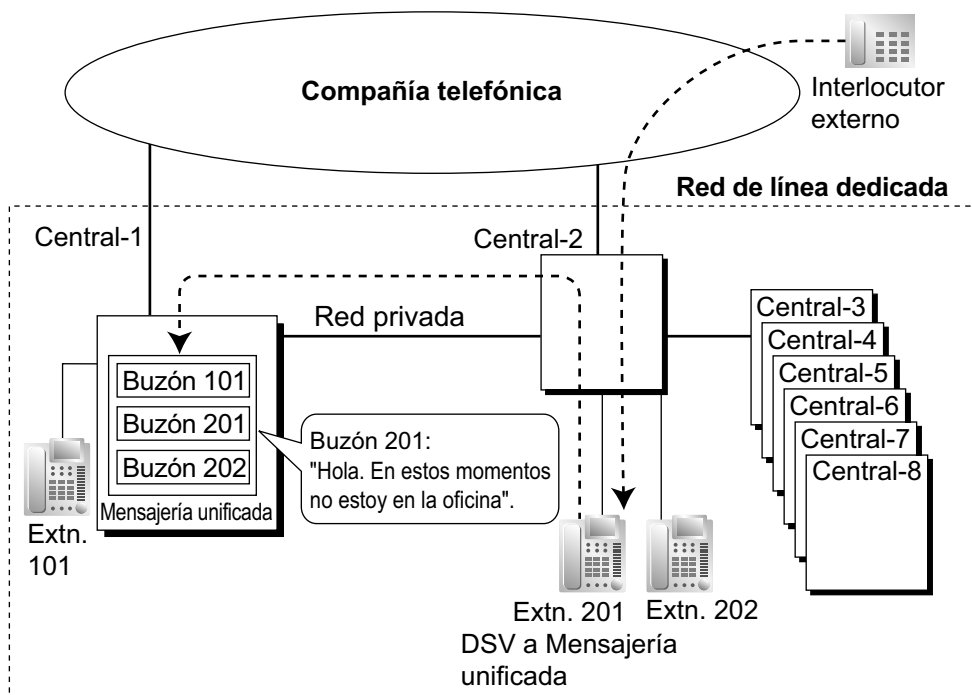 Compañía telefónica
Interlocutor
externo
Red de línea dedicada
Central-1
Central-2
Red privada
Central-3
Central-4
Central-5
Central-6
Central-7
Central-8
Buzón 101
Buzón 201
Buzón 202
Mensajería unificada
Buzón 201:
"Hola. En estos momentos
no estoy en la oficina".
Extn.
101
Extn. 201
Extn. 202
DSV a Mensajería
unificada